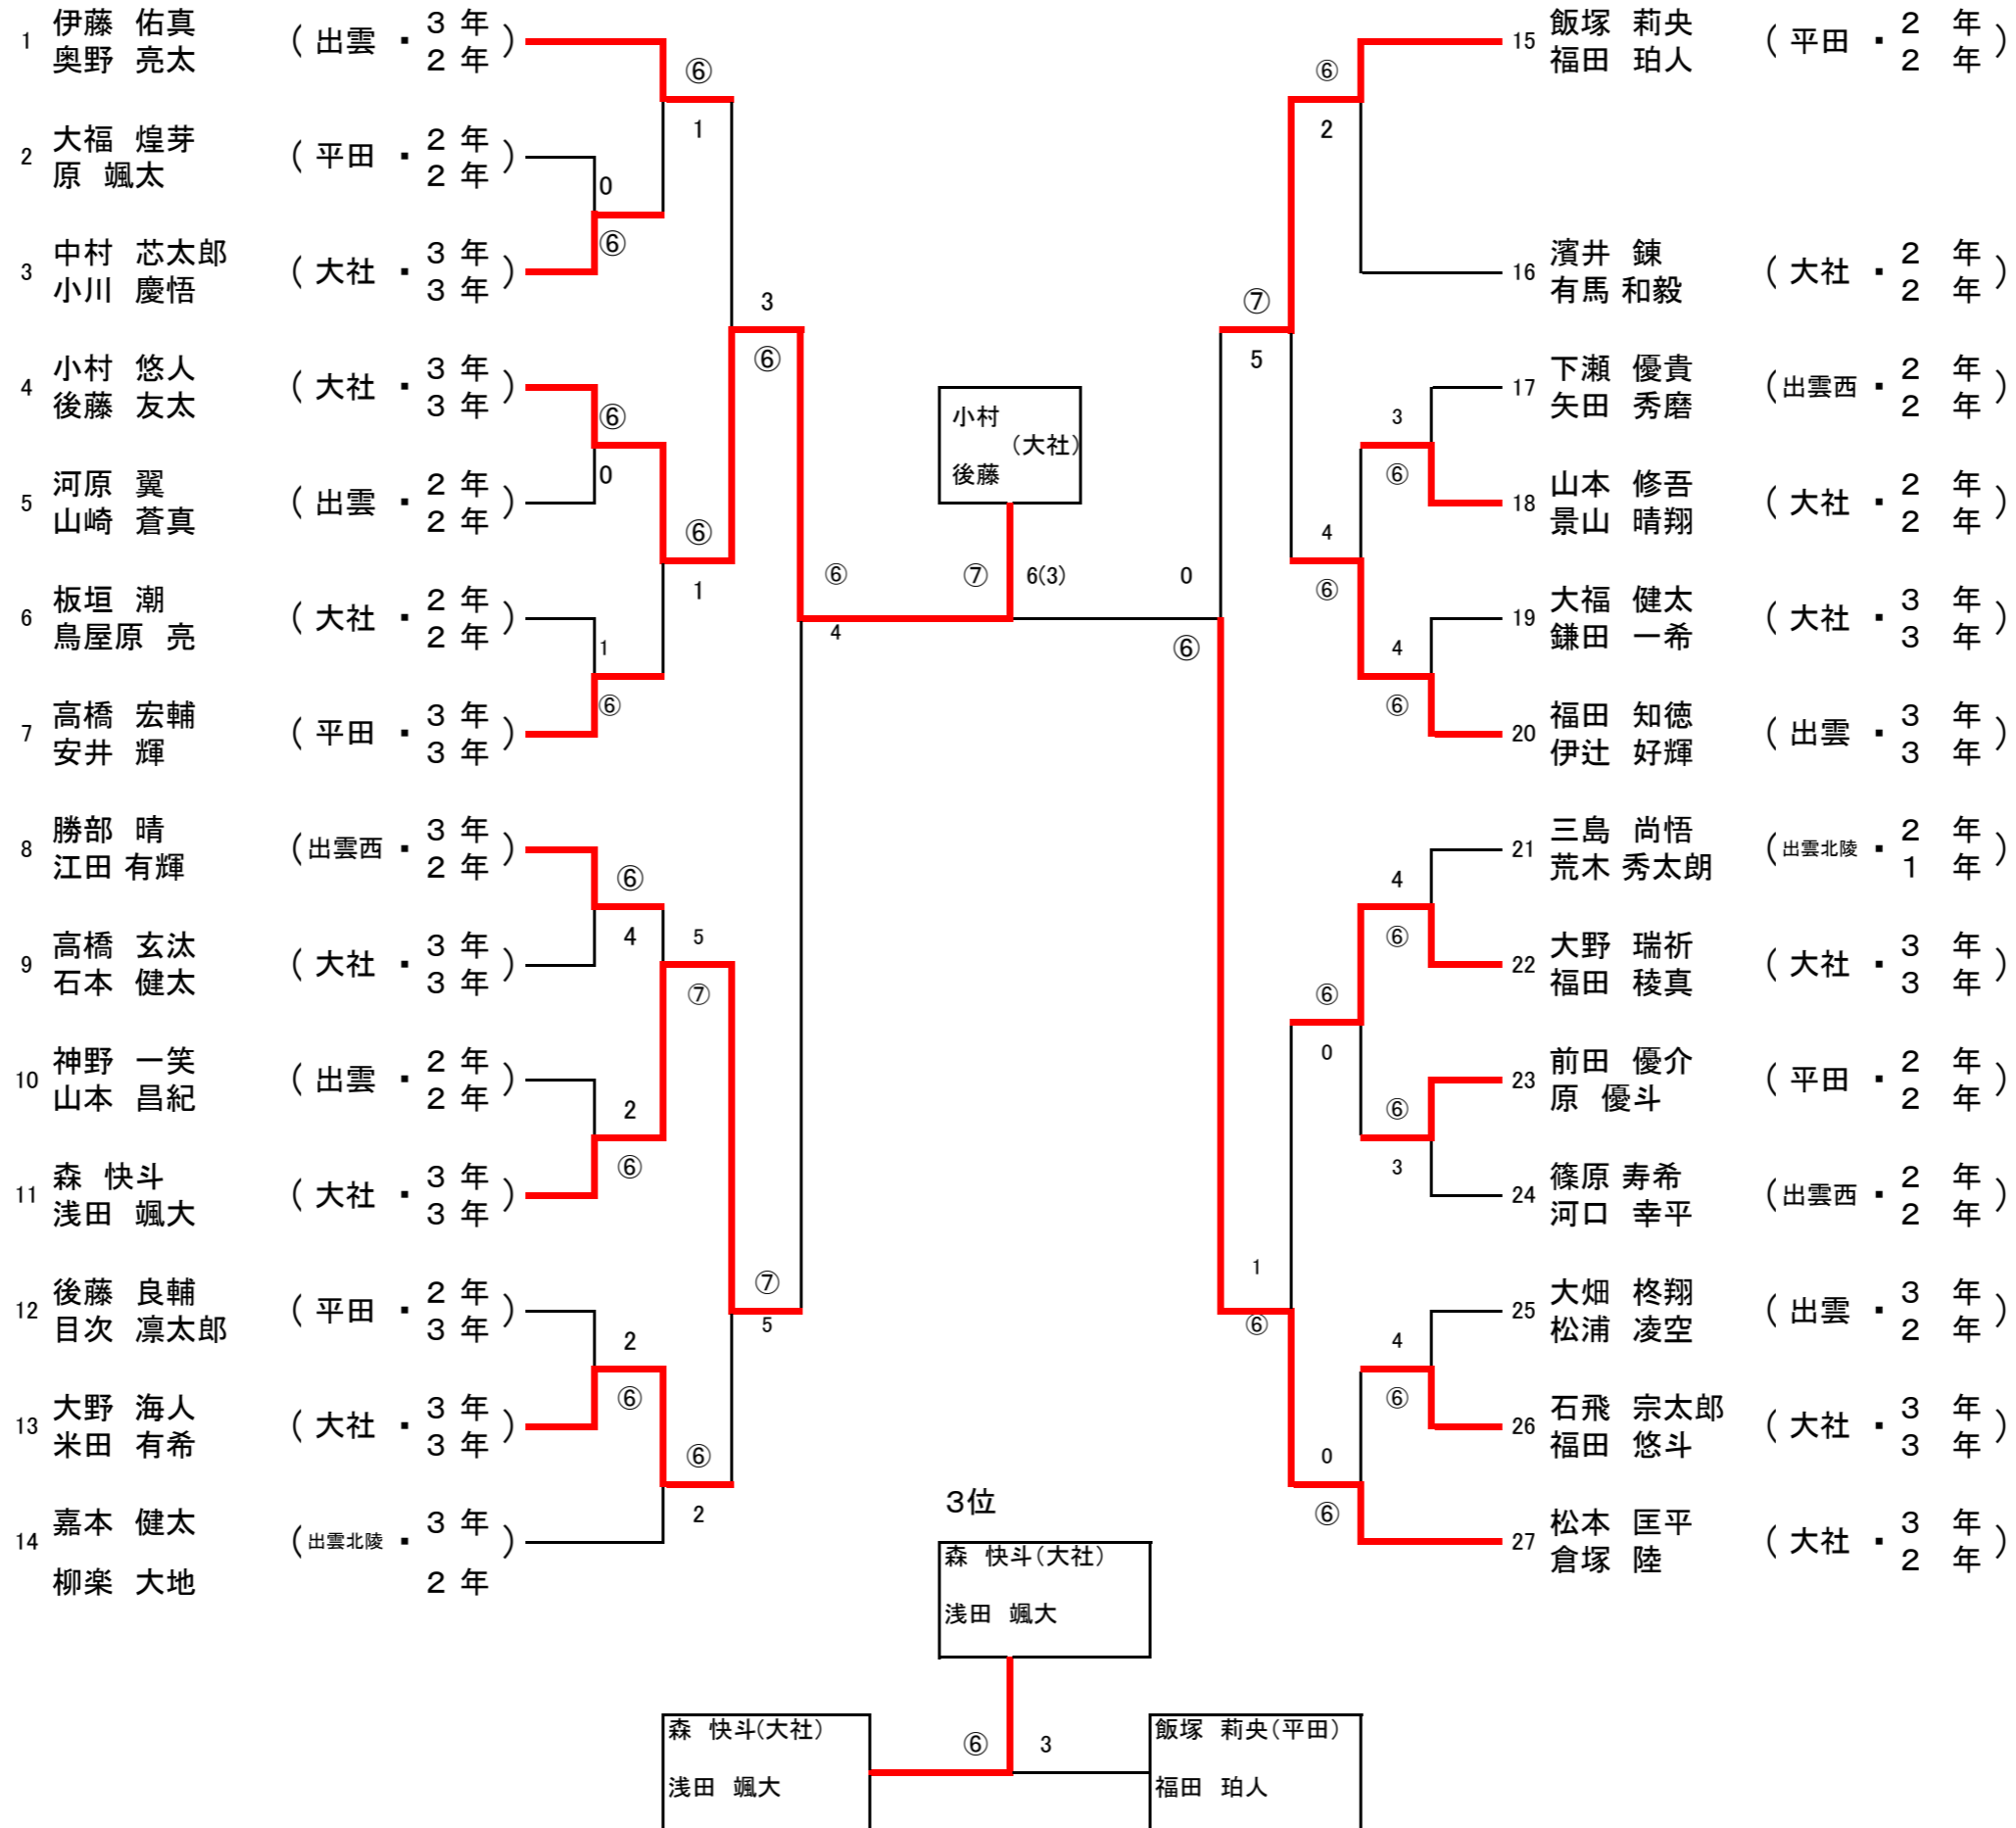 1 伊藤 佑真 奥野 亮太 (出雲・3年 2年)
2 大福 煌芽 原 颯太 (平田・2年 2年)
3 中村 芯太郎 小川 慶悟 (大社・3年 3年)
4 小村 悠人 後藤 友太 (大社・3年 3年)
5 河原 翼 山崎 蒼真 (出雲・2年 2年)
6 板垣 潮 鳥屋原 亮 (大社・2年 2年)
7 高橋 宏輔 安井 輝 (平田・3年 3年)
8 勝部 晴 江田 有輝 (出雲西・3年 2年)
9 高橋 玄汰 石本 健太 (大社・3年 3年)
10 神野 一笑 山本 昌紀 (出雲・2年 2年)
11 森 快斗 浅田 颯大 (大社・3年 3年)
12 後藤 良輔 目次 凛太郎 (平田・2年 3年)
13 大野 海人 米田 有希 (大社・3年 3年)
14 嘉本 健太 柳楽 大地 (出雲北陵・3年) 2年
⑥ 1
0 ⑥
⑥ 0
1 ⑥
⑥ 1
3 ⑥
⑥ 4
5 ⑦
2 ⑥
⑦ 5
2 ⑥
⑥ 2
⑥ 4
小村
(大社)
後藤
⑦ 6(3)
0 ⑥
⑥ 2
⑦ 5
3 ⑥
4 ⑥
4 ⑥
4 ⑥
⑥ 0
⑥ 3
1 ⑥
4 ⑥
0 ⑥
15 飯塚 莉央 福田 珀人 (平田・2年 2年)
16 濱井 錬 有馬 和毅 (大社・2年 2年)
17 下瀬 優貴 矢田 秀磨 (出雲西・2年 2年)
18 山本 修吾 景山 晴翔 (大社・2年 2年)
19 大福 健太 鎌田 一希 (大社・3年 3年)
20 福田 知徳 伊辻 好輝 (出雲・3年 3年)
21 三島 尚悟 荒木 秀太朗 (出雲北陵・2年 1年)
22 大野 瑞祈 福田 稜真 (大社・3年 3年)
23 前田 優介 原 優斗 (平田・2年 2年)
24 篠原 寿希 河口 幸平 (出雲西・2年 2年)
25 大畑 柊翔 松浦 凌空 (出雲・3年 2年)
26 石飛 宗太郎 福田 悠斗 (大社・3年 3年)
27 松本 匡平 倉塚 陸 (大社・3年 2年)
3位
森 快斗(大社)
浅田 颯大
森 快斗(大社)
浅田 颯大
⑥ 3
飯塚 莉央(平田)
福田 珀人